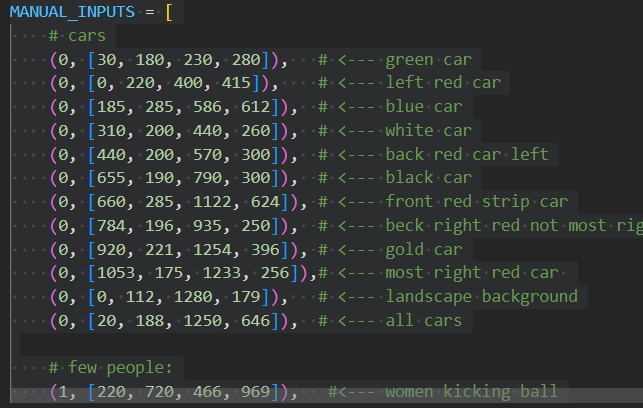 MANUAL_INPUTS = [
# cars
(0, [30, 180, 230, 280]), # <--- green car
(0, [0, 220, 400, 415]), # <--- left red car
(0, [185, 285, 586, 612]), # <--- blue car
(0, [310, 200, 440, 260]), # <--- white car
(0, [440, 200, 570, 300]), # <--- back red car left
(0, [655, 190, 790, 300]), # <--- black car
(0, [660, 285, 1122, 624]), # <--- front red strip car
(0, [784, 196, 935, 250]), # <--- beck right red not most rig
(0, [920, 221, 1254, 396]), # <--- gold car
(0, [1053, 175, 1233, 256]),# <--- most right red car
(0, [0, 112, 1280, 179]), # <--- landscape background
(0, [20, 188, 1250, 646]), # <--- all cars
# few people:
(1, [220, 720, 466, 969]), #<--- women kicking ball